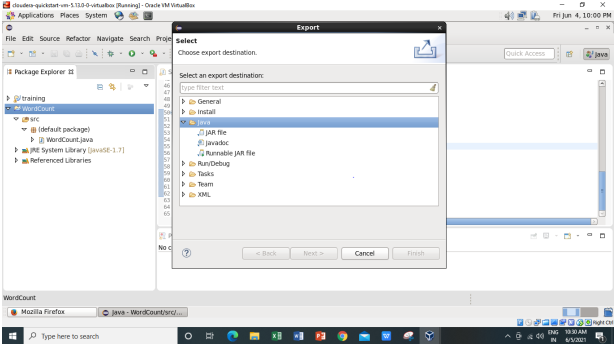 cloudera-quickstart-vm-5.13.0-0-virtualbox [Running] - Oracle VM VirtualBox
Applications Places System
Fri Jun 4, 10:00 PM
File Edit Source Refactor Navigate Search Proje
Quick Access
Java
Package Explorer
training
WordCount
src
(default package)
WordCount.java
JRE System Library [JavaSE-1.7]
Referenced Libraries
46
47
48
49
50
51
52
53
54
55
56
57
58
59
60
61
62
63
64
65
No c
Export
Select
Choose export destination.
Select an export destination:
type filter text
General
Install
Java
JAR file
Javadoc
Runnable JAR file
Run/Debug
Tasks
Team
XML
< Back
Next >
Cancel
Finish
WordCount
Mozilla Firefox
Java - WordCount/src/...
Right Ctrl
Type here to search
ENG
IN
10:30 AM
6/5/2021